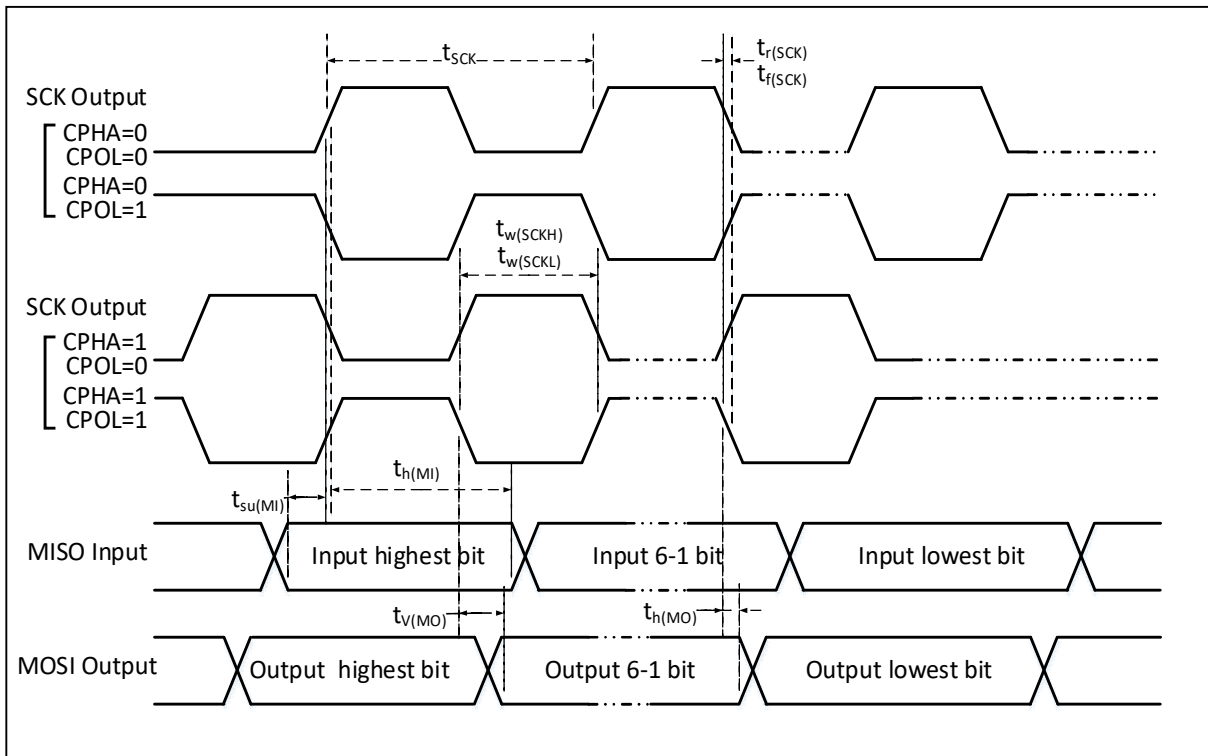 tSCK
tr(SCK)
tf(SCK)
SCK Output
CPHA=0
CPOL=0
CPHA=0
CPOL=1
tw(SCKH)
tw(SCKL)
SCK Output
CPHA=1
CPOL=0
CPHA=1
CPOL=1
th(MI)
tsu(MI)
MISO Input
Input highest bit
Input 6-1 bit
Input lowest bit
tV(MO)
th(MO)
MOSI Output
Output highest bit
Output 6-1 bit
Output lowest bit